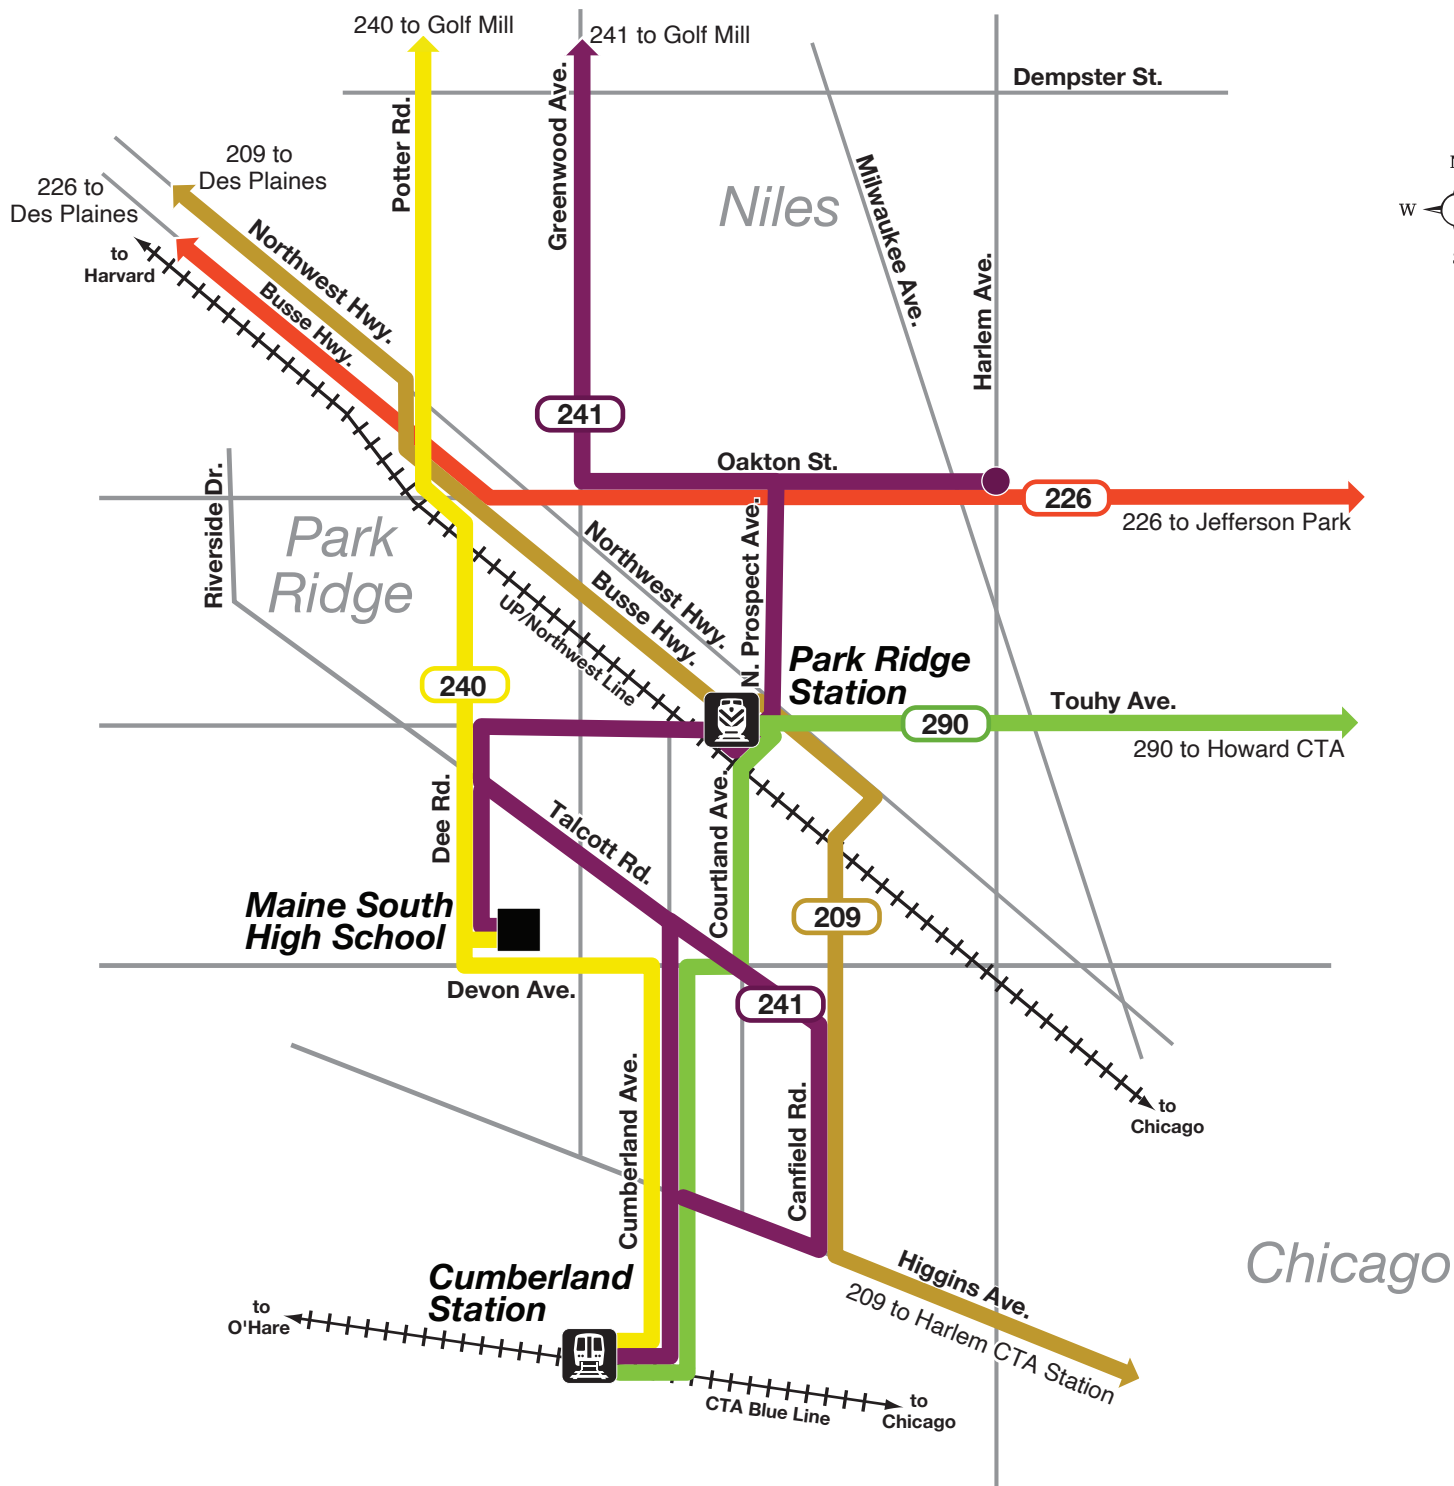 240 to Golf Mill
241 to Golf Mill
Dempster St.
Potter Rd.
Greenwood Ave.
209 to
Des Plaines
226 to
Des Plaines
to
Harvard
Northwest Hwy.
Busse Hwy.
Niles
Milwaukee Ave.
Harlem Ave.
W
241
Oakton St.
226
226 to Jefferson Park
Riverside Dr.
Park
Ridge
Northwest Hwy.
Busse Hwy.
UP/Northwest Line
N. Prospect Ave.
Park Ridge
Station
240
290
Touhy Ave.
290 to Howard CTA
Dee Rd.
Talcott Rd.
Courtland Ave.
Maine South
High School
209
Devon Ave.
241
Cumberland Ave.
Canfield Rd.
to
Chicago
Chicago
Higgins Ave.
209 to Harlem CTA Station
Cumberland
Station
to
O'Hare
CTA Blue Line
to
Chicago